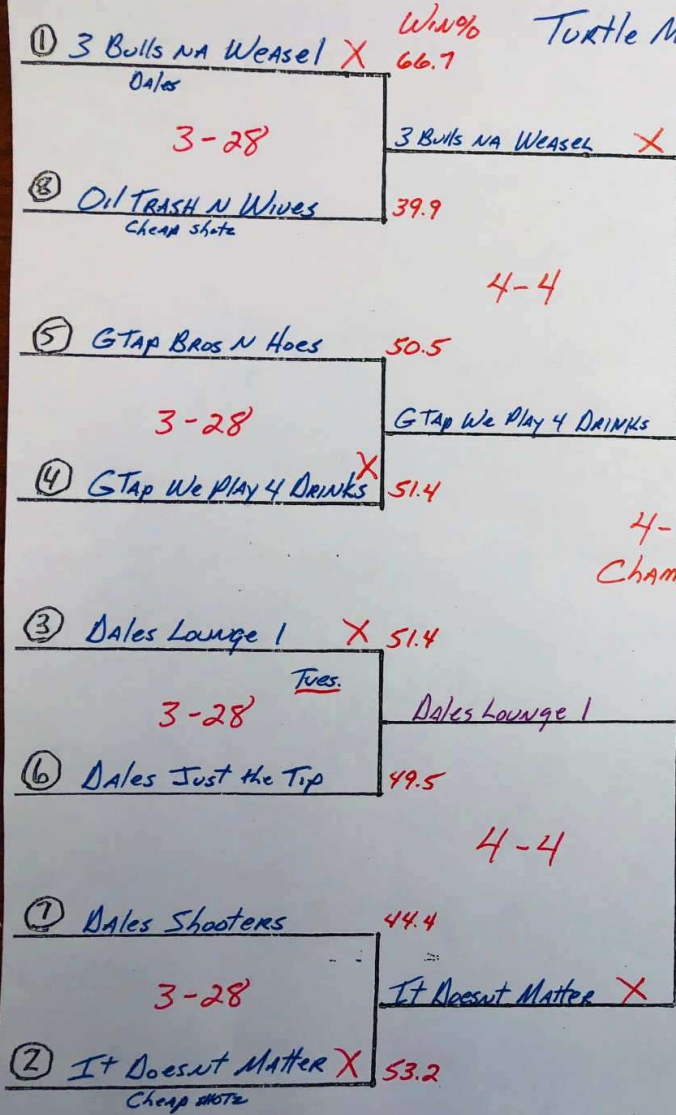 Win%
Turtle M
① 3 Bulls NA Weasel X 66.7
Dales
3-28
3 Bulls NA Weasel X
⑧ Oil Trash N Wives 39.9
Cheap Shotz
4-4
⑤ GTap Bros N Hoes 50.5
3-28
GTap We Play 4 Drinks
④ GTap We Play 4 Drinks X 51.4
4-
Cham
③ Dales Lounge 1 X 51.4
Tues.
3-28
Dales Lounge 1
⑥ Dales Just the Tip 49.5
4-4
⑦ Dales Shooters 44.4
3-28
It Doesnt Matter X
② It Doesnt Matter X 53.2
Cheap Shotz